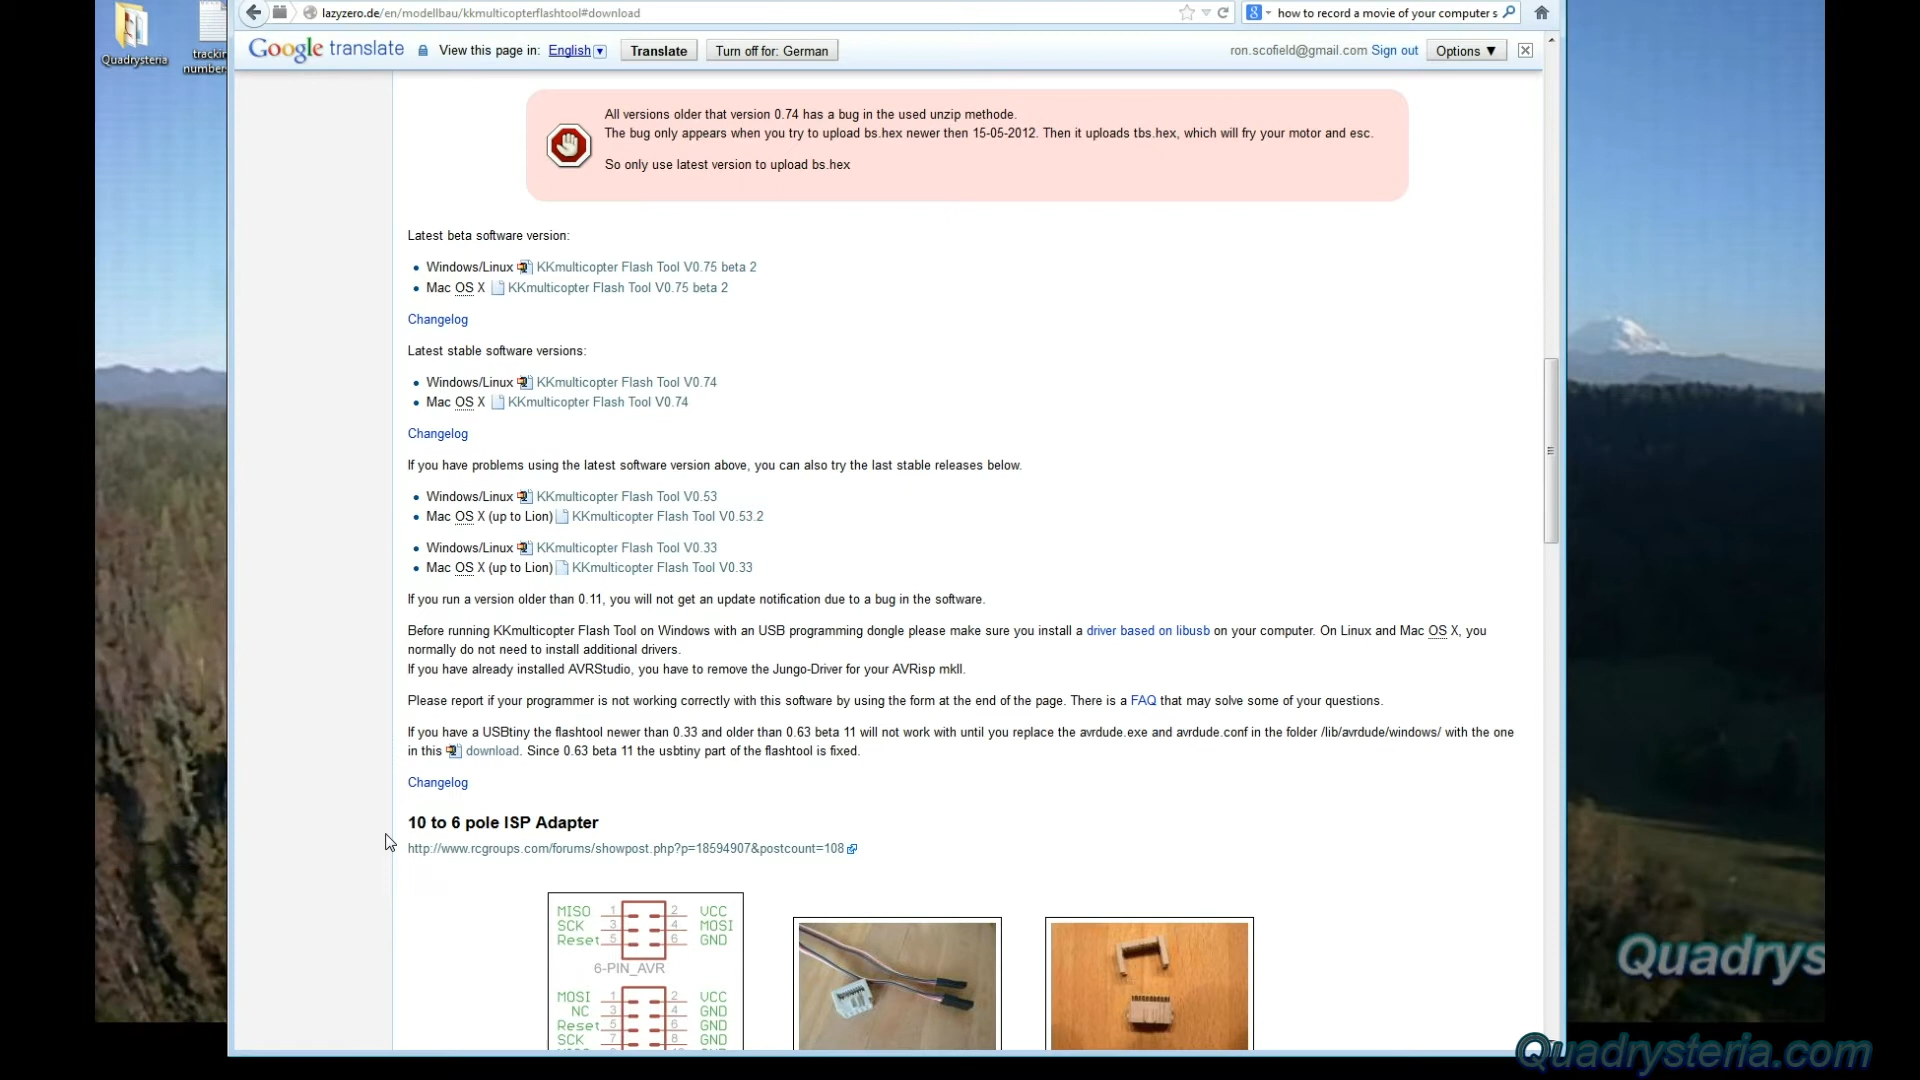 Quadrysteria
lazyzero.de/en/modellbau/kkmulticopterflashtool#download
how to record a movie of your computer s
Google translate
View this page in: English
Translate
Turn off for: German
ron.scofield@gmail.com Sign out
Options ▼
All versions older that version 0.74 has a bug in the used unzip methode.
The bug only appears when you try to upload bs.hex newer then 15-05-2012. Then it uploads tbs.hex, which will fry your motor and esc.
So only use latest version to upload bs.hex
Latest beta software version:
Windows/Linux KKmulticopter Flash Tool V0.75 beta 2
Mac OS X KKmulticopter Flash Tool V0.75 beta 2
Changelog
Latest stable software versions:
Windows/Linux KKmulticopter Flash Tool V0.74
Mac OS X KKmulticopter Flash Tool V0.74
Changelog
If you have problems using the latest software version above, you can also try the last stable releases below.
Windows/Linux KKmulticopter Flash Tool V0.53
Mac OS X (up to Lion) KKmulticopter Flash Tool V0.53.2
Windows/Linux KKmulticopter Flash Tool V0.33
Mac OS X (up to Lion) KKmulticopter Flash Tool V0.33
If you run a version older than 0.11, you will not get an update notification due to a bug in the software.
Before running KKmulticopter Flash Tool on Windows with an USB programming dongle please make sure you install a driver based on libusb on your computer. On Linux and Mac OS X, you
normally do not need to install additional drivers.
If you have already installed AVRStudio, you have to remove the Jungo-Driver for your AVRisp mkII.
Please report if your programmer is not working correctly with this software by using the form at the end of the page. There is a FAQ that may solve some of your questions.
If you have a USBtiny the flashtool newer than 0.33 and older than 0.63 beta 11 will not work with until you replace the avrdude.exe and avrdude.conf in the folder /lib/avrdude/windows/ with the one
in this download. Since 0.63 beta 11 the usbtiny part of the flashtool is fixed.
Changelog
10 to 6 pole ISP Adapter
http://www.rcgroups.com/forums/showpost.php?p=18594907&postcount=108
MISO 1 2 VCC
SCK 3 4 MOSI
Reset 5 6 GND
6-PIN_AVR
MOSI 1 2 VCC
NC 3 4 GND
Reset 5 6 GND
SCK 7 8 GND
Quadrys
Quadrysteria.com